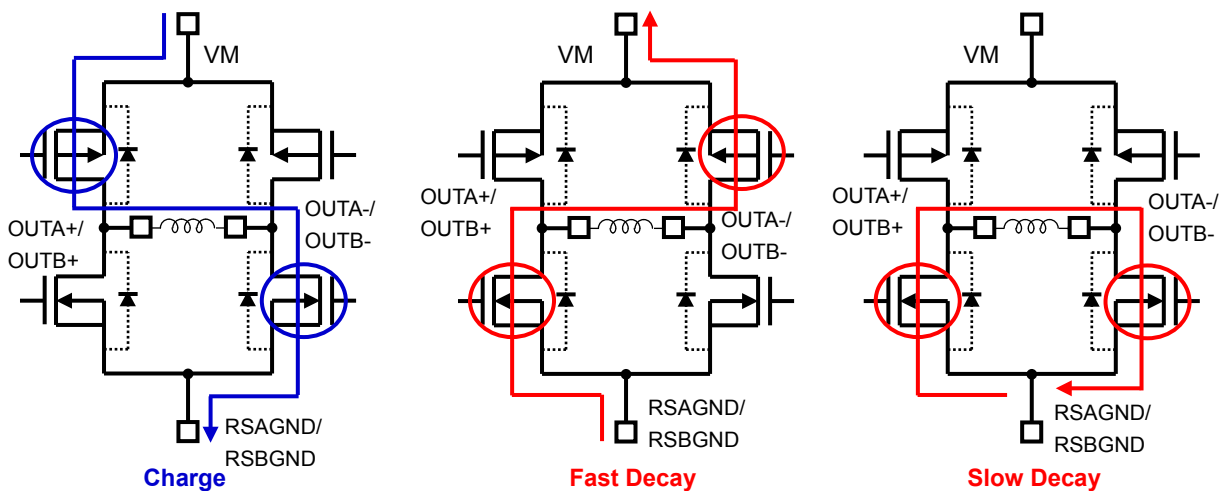 VM
OUTA+/
OUTB+
OUTA-/
OUTB-
RSAGND/
RSBGND
Charge
VM
OUTA+/
OUTB+
OUTA-/
OUTB-
RSAGND/
RSBGND
Fast Decay
VM
OUTA+/
OUTB+
OUTA-/
OUTB-
RSAGND/
RSBGND
Slow Decay